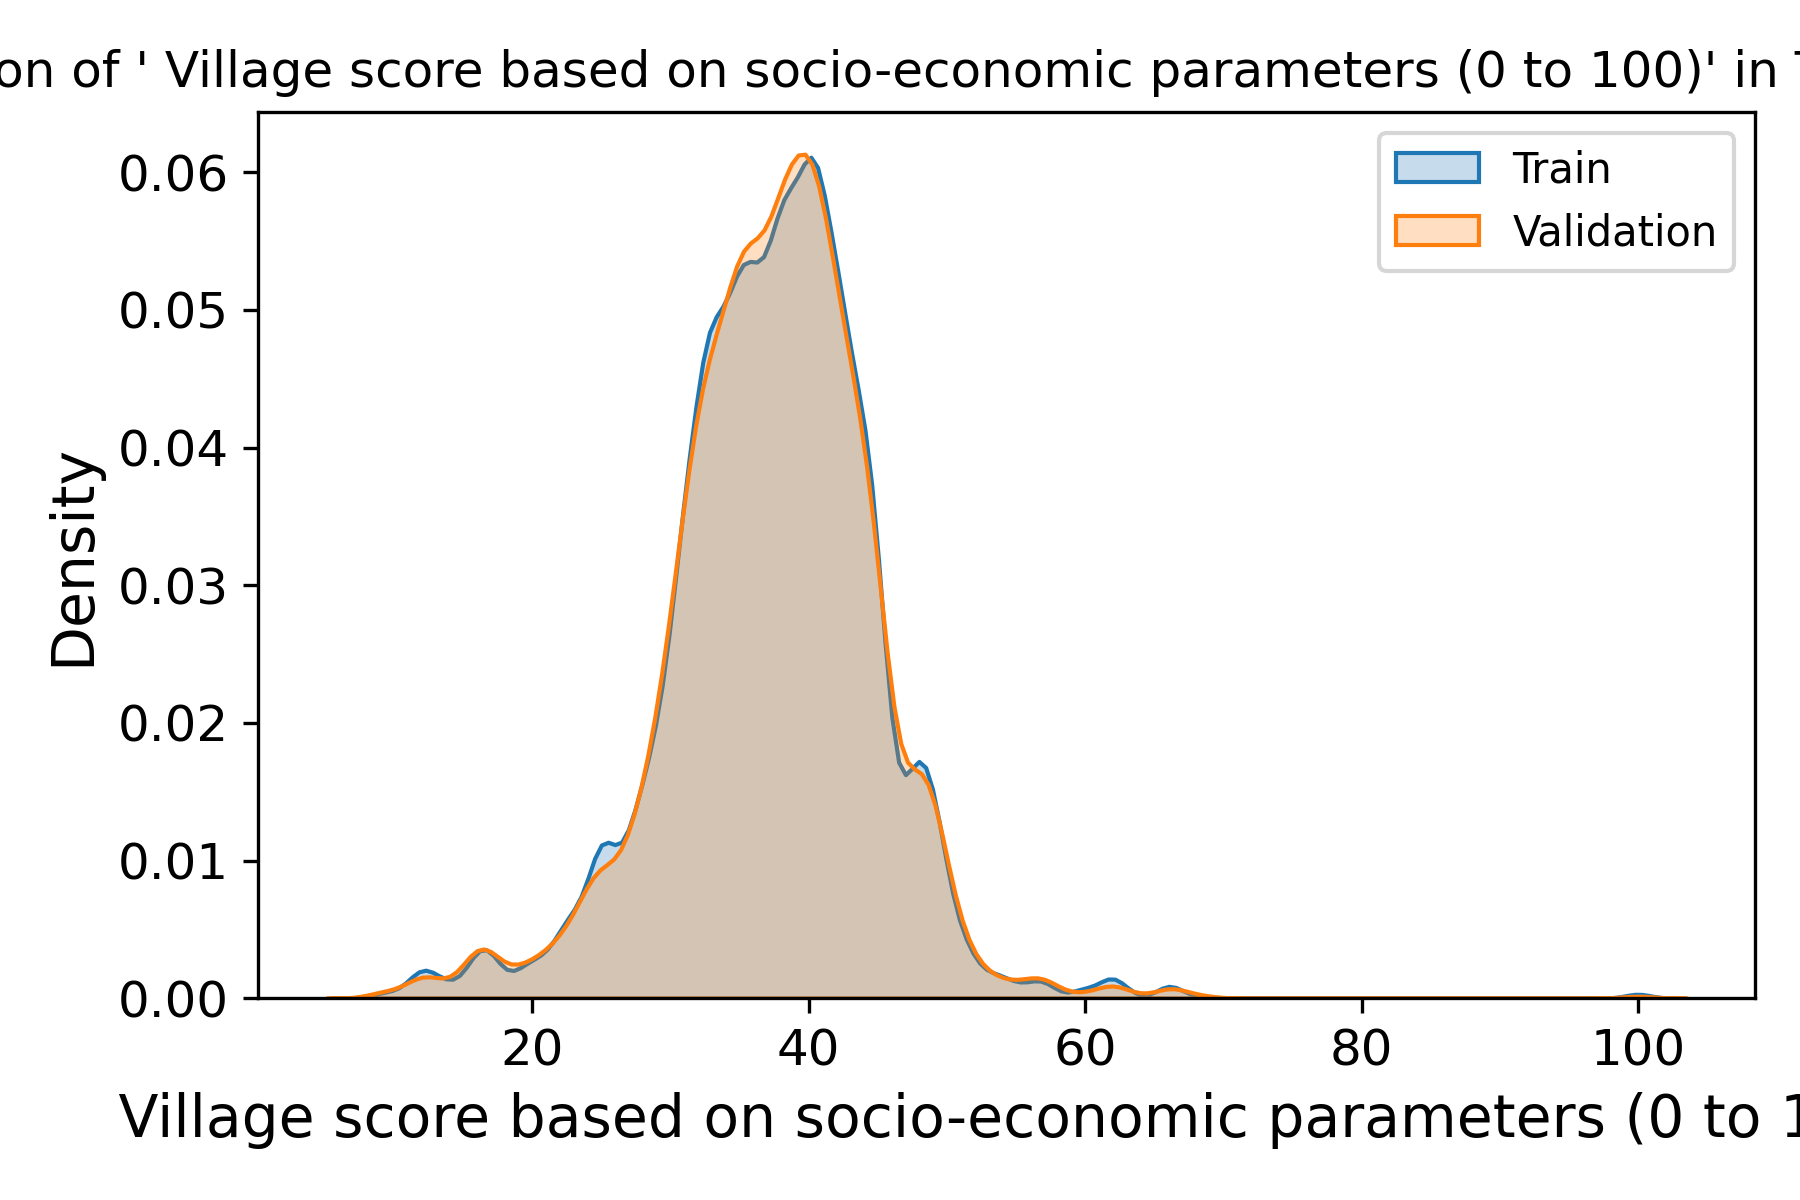 on of ' Village score based on socio-economic parameters (0 to 100)' in
Train
Validation
Density
0.06
0.05
0.04
0.03
0.02
0.01
0.00
20 40 60 80 100
Village score based on socio-economic parameters (0 to 1